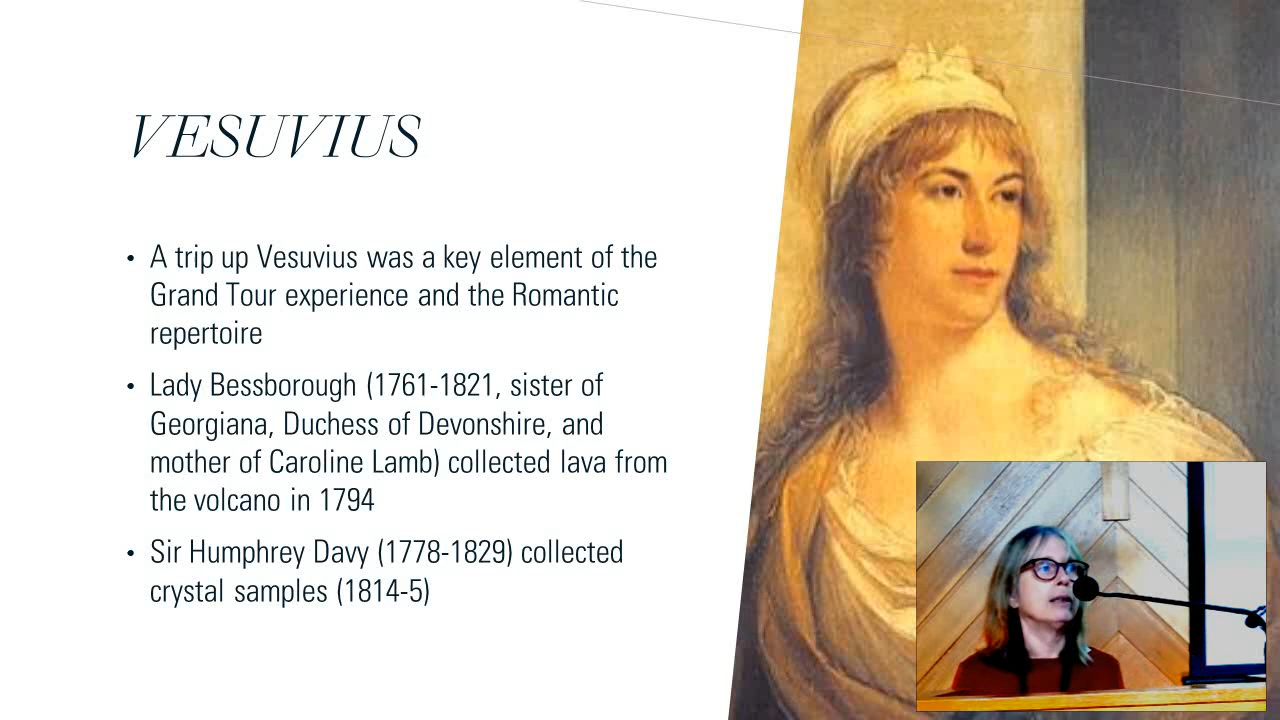 VESUVIUS
• A trip up Vesuvius was a key element of the
Grand Tour experience and the Romantic
repertoire
• Lady Bessborough (1761-1821, sister of
Georgiana, Duchess of Devonshire, and
mother of Caroline Lamb) collected lava from
the volcano in 1794
• Sir Humphrey Davy (1778-1829) collected
crystal samples (1814-5)